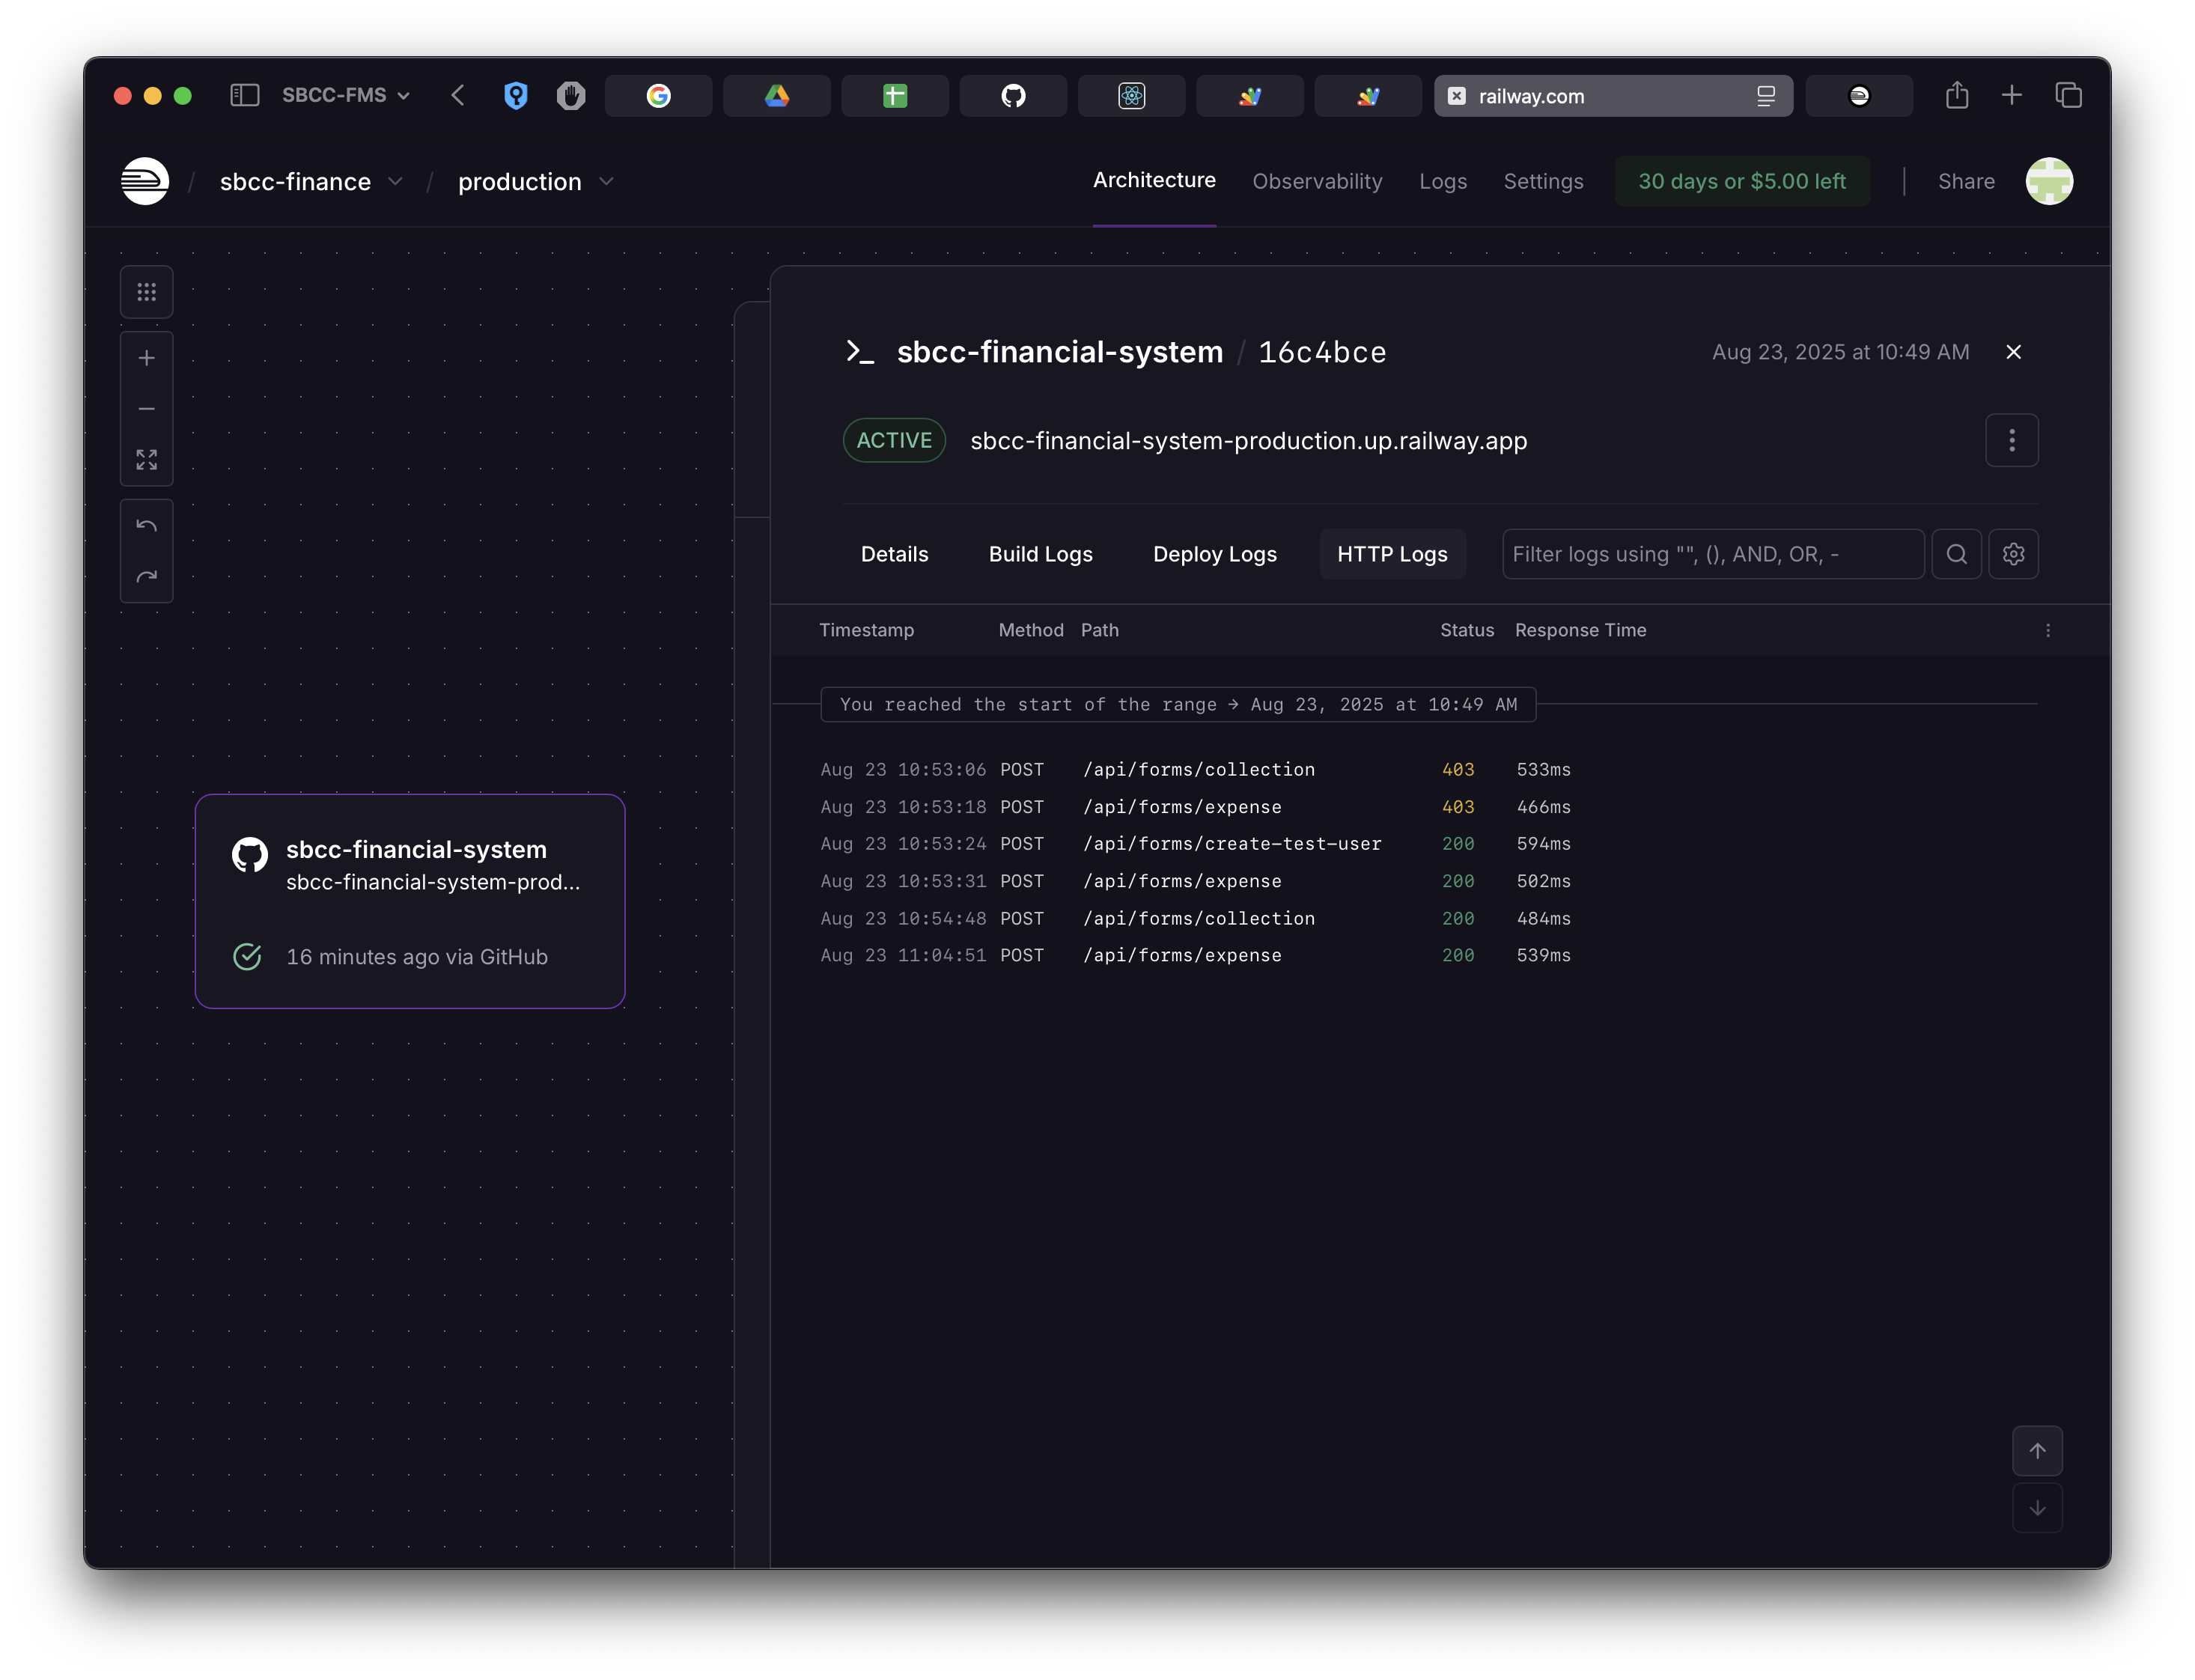 SBCC-FMS
railway.com
/ sbcc-finance / production
Architecture Observability Logs Settings 30 days or $5.00 left | Share
sbcc-financial-system / 16c4bce Aug 23, 2025 at 10:49 AM
ACTIVE sbcc-financial-system-production.up.railway.app
Details Build Logs Deploy Logs HTTP Logs Filter logs using "", (), AND, OR, -
Timestamp Method Path Status Response Time
You reached the start of the range → Aug 23, 2025 at 10:49 AM
Aug 23 10:53:06 POST /api/forms/collection 403 533ms
Aug 23 10:53:18 POST /api/forms/expense 403 466ms
Aug 23 10:53:24 POST /api/forms/create-test-user 200 594ms
Aug 23 10:53:31 POST /api/forms/expense 200 502ms
Aug 23 10:54:48 POST /api/forms/collection 200 484ms
Aug 23 11:04:51 POST /api/forms/expense 200 539ms
sbcc-financial-system
sbcc-financial-system-prod...
16 minutes ago via GitHub